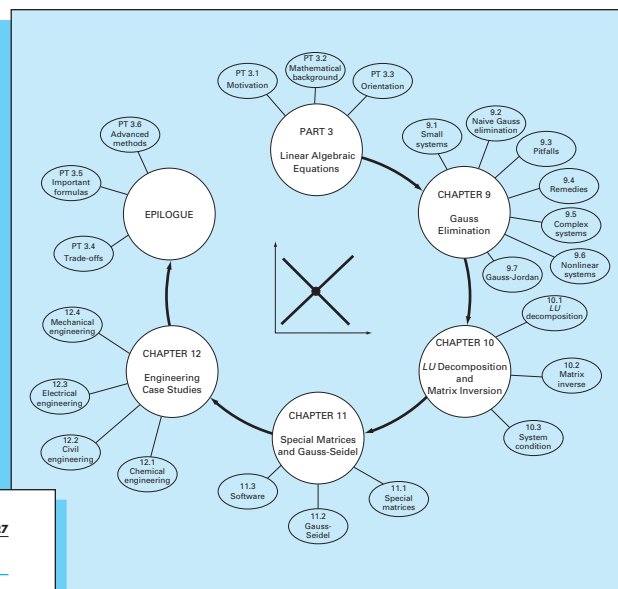 PT 3.1
Motivation
PT 3.2
Mathematical
background
PT 3.3
Orientation
PART 3
Linear Algebraic
Equations
9.1
Small
systems
9.2
Naive Gauss
elimination
9.3
Pitfalls
9.4
Remedies
9.5
Complex
systems
9.6
Nonlinear
systems
9.7
Gauss-Jordan
CHAPTER 9
Gauss
Elimination
10.1
LU
decomposition
10.2
Matrix
inverse
10.3
System
condition
CHAPTER 10
LU Decomposition
and
Matrix Inversion
CHAPTER 11
Special Matrices
and Gauss-Seidel
11.1
Special
matrices
11.2
Gauss-
Seidel
11.3
Software
CHAPTER 12
Engineering
Case Studies
12.1
Chemical
engineering
12.2
Civil
engineering
12.3
Electrical
engineering
12.4
Mechanical
engineering
EPILOGUE
PT 3.4
Trade-offs
PT 3.5
Important
formulas
PT 3.6
Advanced
methods